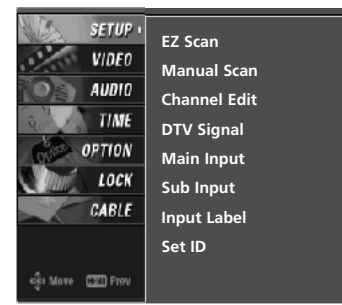 SETUP
VIDEO
AUDIO
TIME
OPTION
LOCK
CABLE
Move MENU Prev
EZ Scan
Manual Scan
Channel Edit
DTV Signal
Main Input
Sub Input
Input Label
Set ID